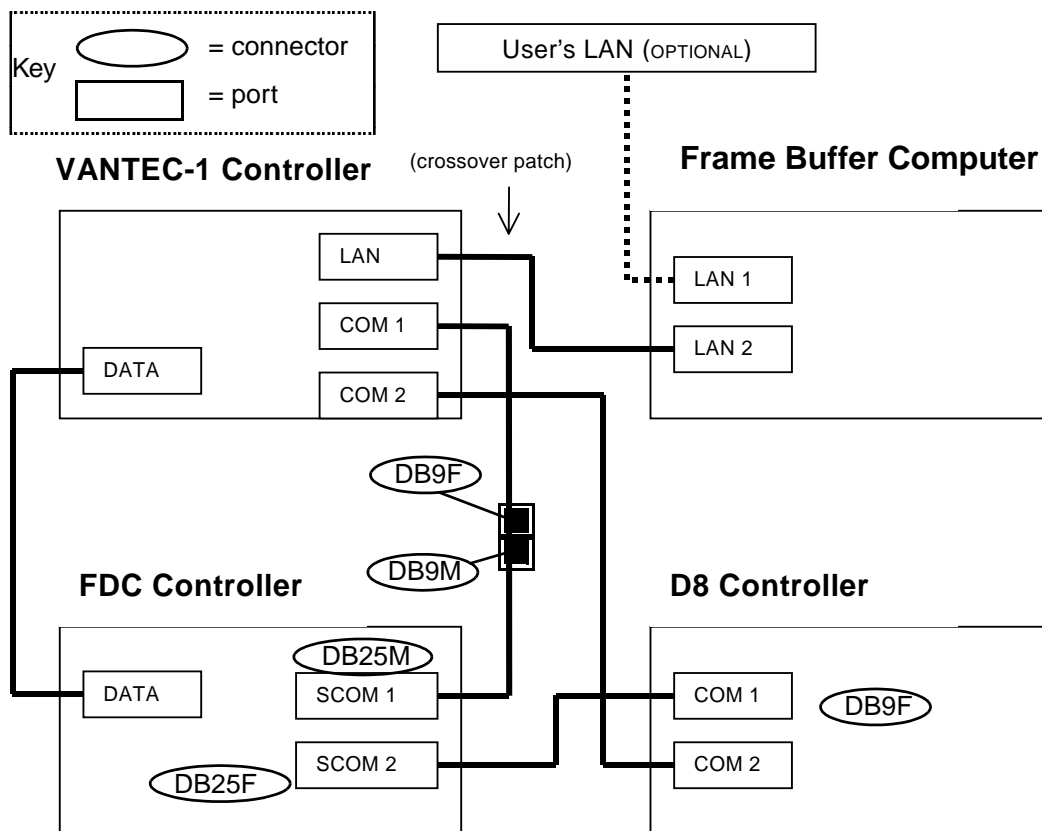 Key
= connector
= port
User's LAN (OPTIONAL)
VANTEC-1 Controller
(crossover patch)
Frame Buffer Computer
LAN
COM 1
COM 2
DATA
LAN 1
LAN 2
DB9F
DB9M
FDC Controller
D8 Controller
DB25M
DATA
SCOM 1
SCOM 2
DB25F
COM 1
DB9F
COM 2